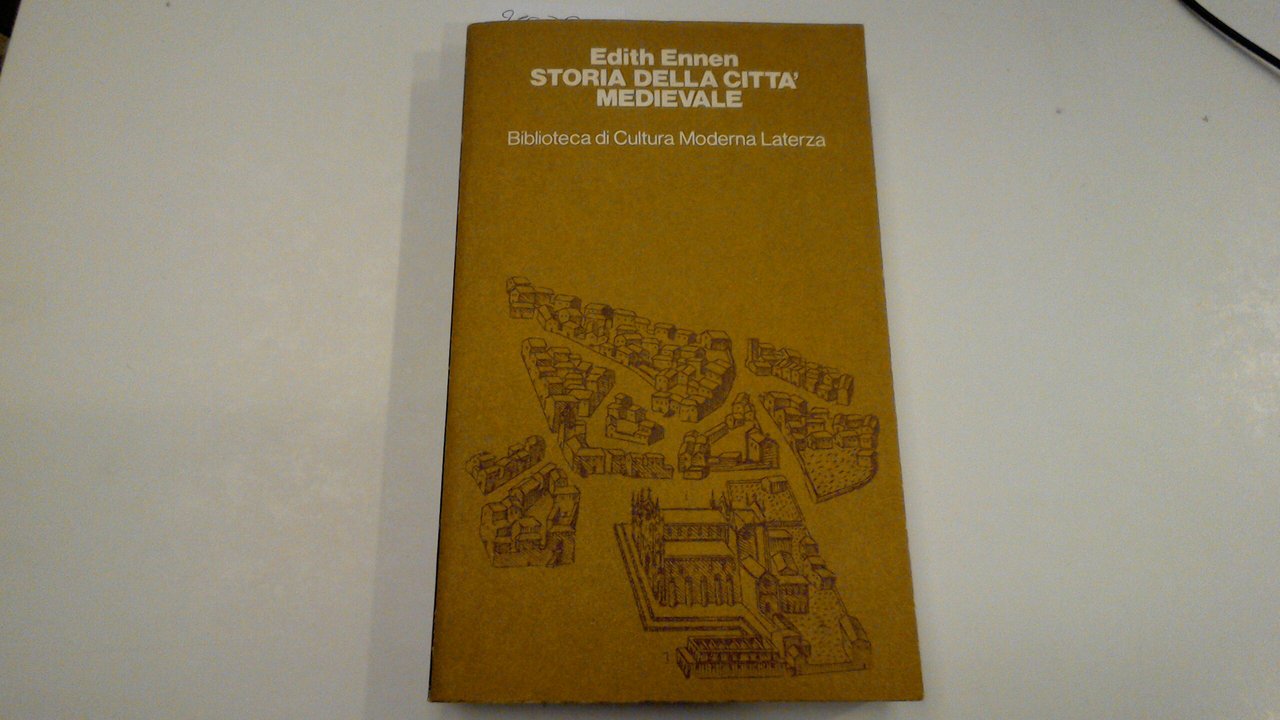 Edith Ennen
STORIA DELLA CITTA'
MEDIEVALE
Biblioteca di Cultura Moderna Laterza